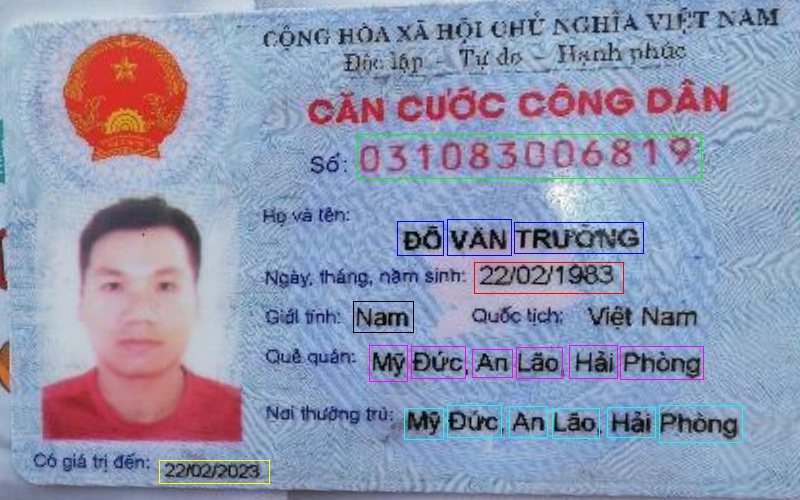 CỘNG HÒA XÃ HỘI CHỦ NGHĨA VIỆT NAM
Độc lập - Tự do - Hạnh phúc
CĂN CƯỚC CÔNG DÂN
Số: 031083006819
Họ và tên:
ĐỖ VĂN TRƯỜNG
Ngày, tháng, năm sinh: 22/02/1983
Giới tính: Nam Quốc tịch: Việt Nam
Quê quán: Mỹ Đức, An Lão, Hải Phòng
Nơi thường trú: Mỹ Đức, An Lão, Hải Phòng
Có giá trị đến: 22/02/2023